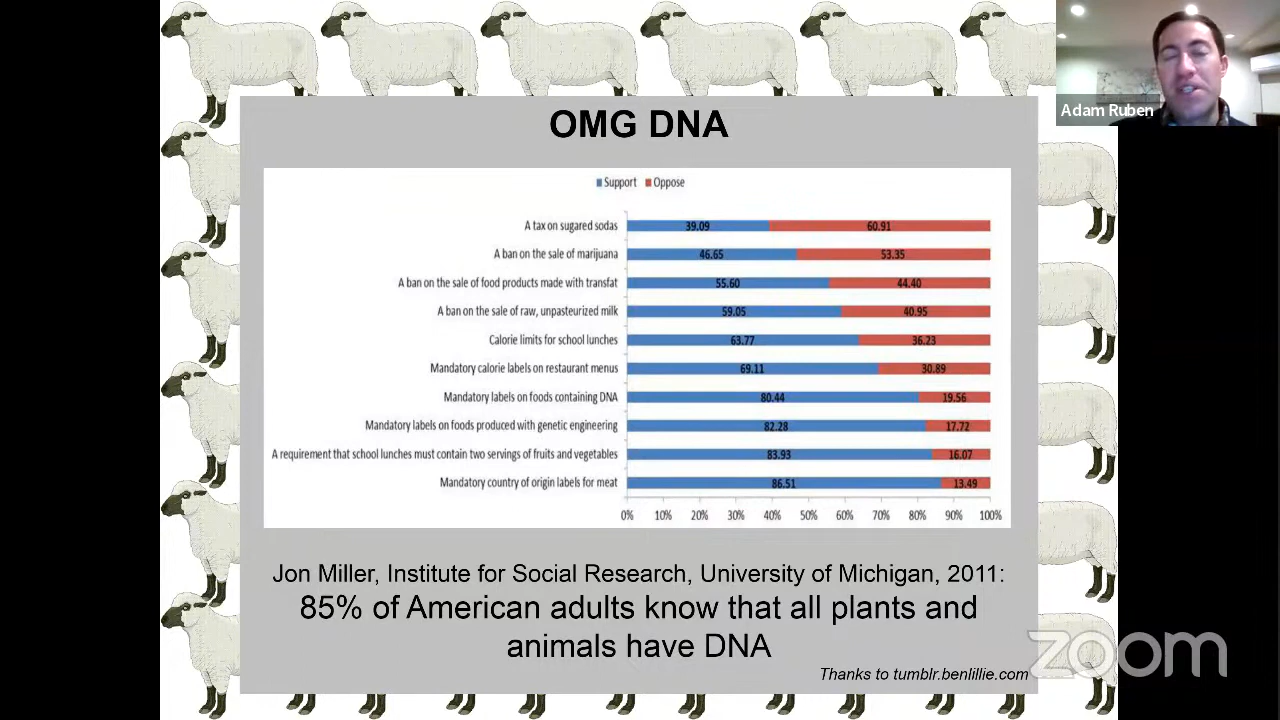 OMG DNA
Adam Ruben
Support Oppose
A tax on sugared sodas 39.09 60.91
A ban on the sale of marijuana 46.65 53.35
A ban on the sale of food products made with transfat 55.60 44.40
A ban on the sale of raw, unpasteurized milk 59.05 40.95
Calorie limits for school lunches 63.77 36.23
Mandatory calorie labels on restaurant menus 69.11 30.89
Mandatory labels on foods containing DNA 80.44 19.56
Mandatory labels on foods produced with genetic engineering 82.28 17.72
A requirement that school lunches must contain two servings of fruits and vegetables 83.93 16.07
Mandatory country of origin labels for meat 86.51 13.49
0% 10% 20% 30% 40% 50% 60% 70% 80% 90% 100%
Jon Miller, Institute for Social Research, University of Michigan, 2011:
85% of American adults know that all plants and
animals have DNA
Thanks to tumblr.benlillie.com
zoom